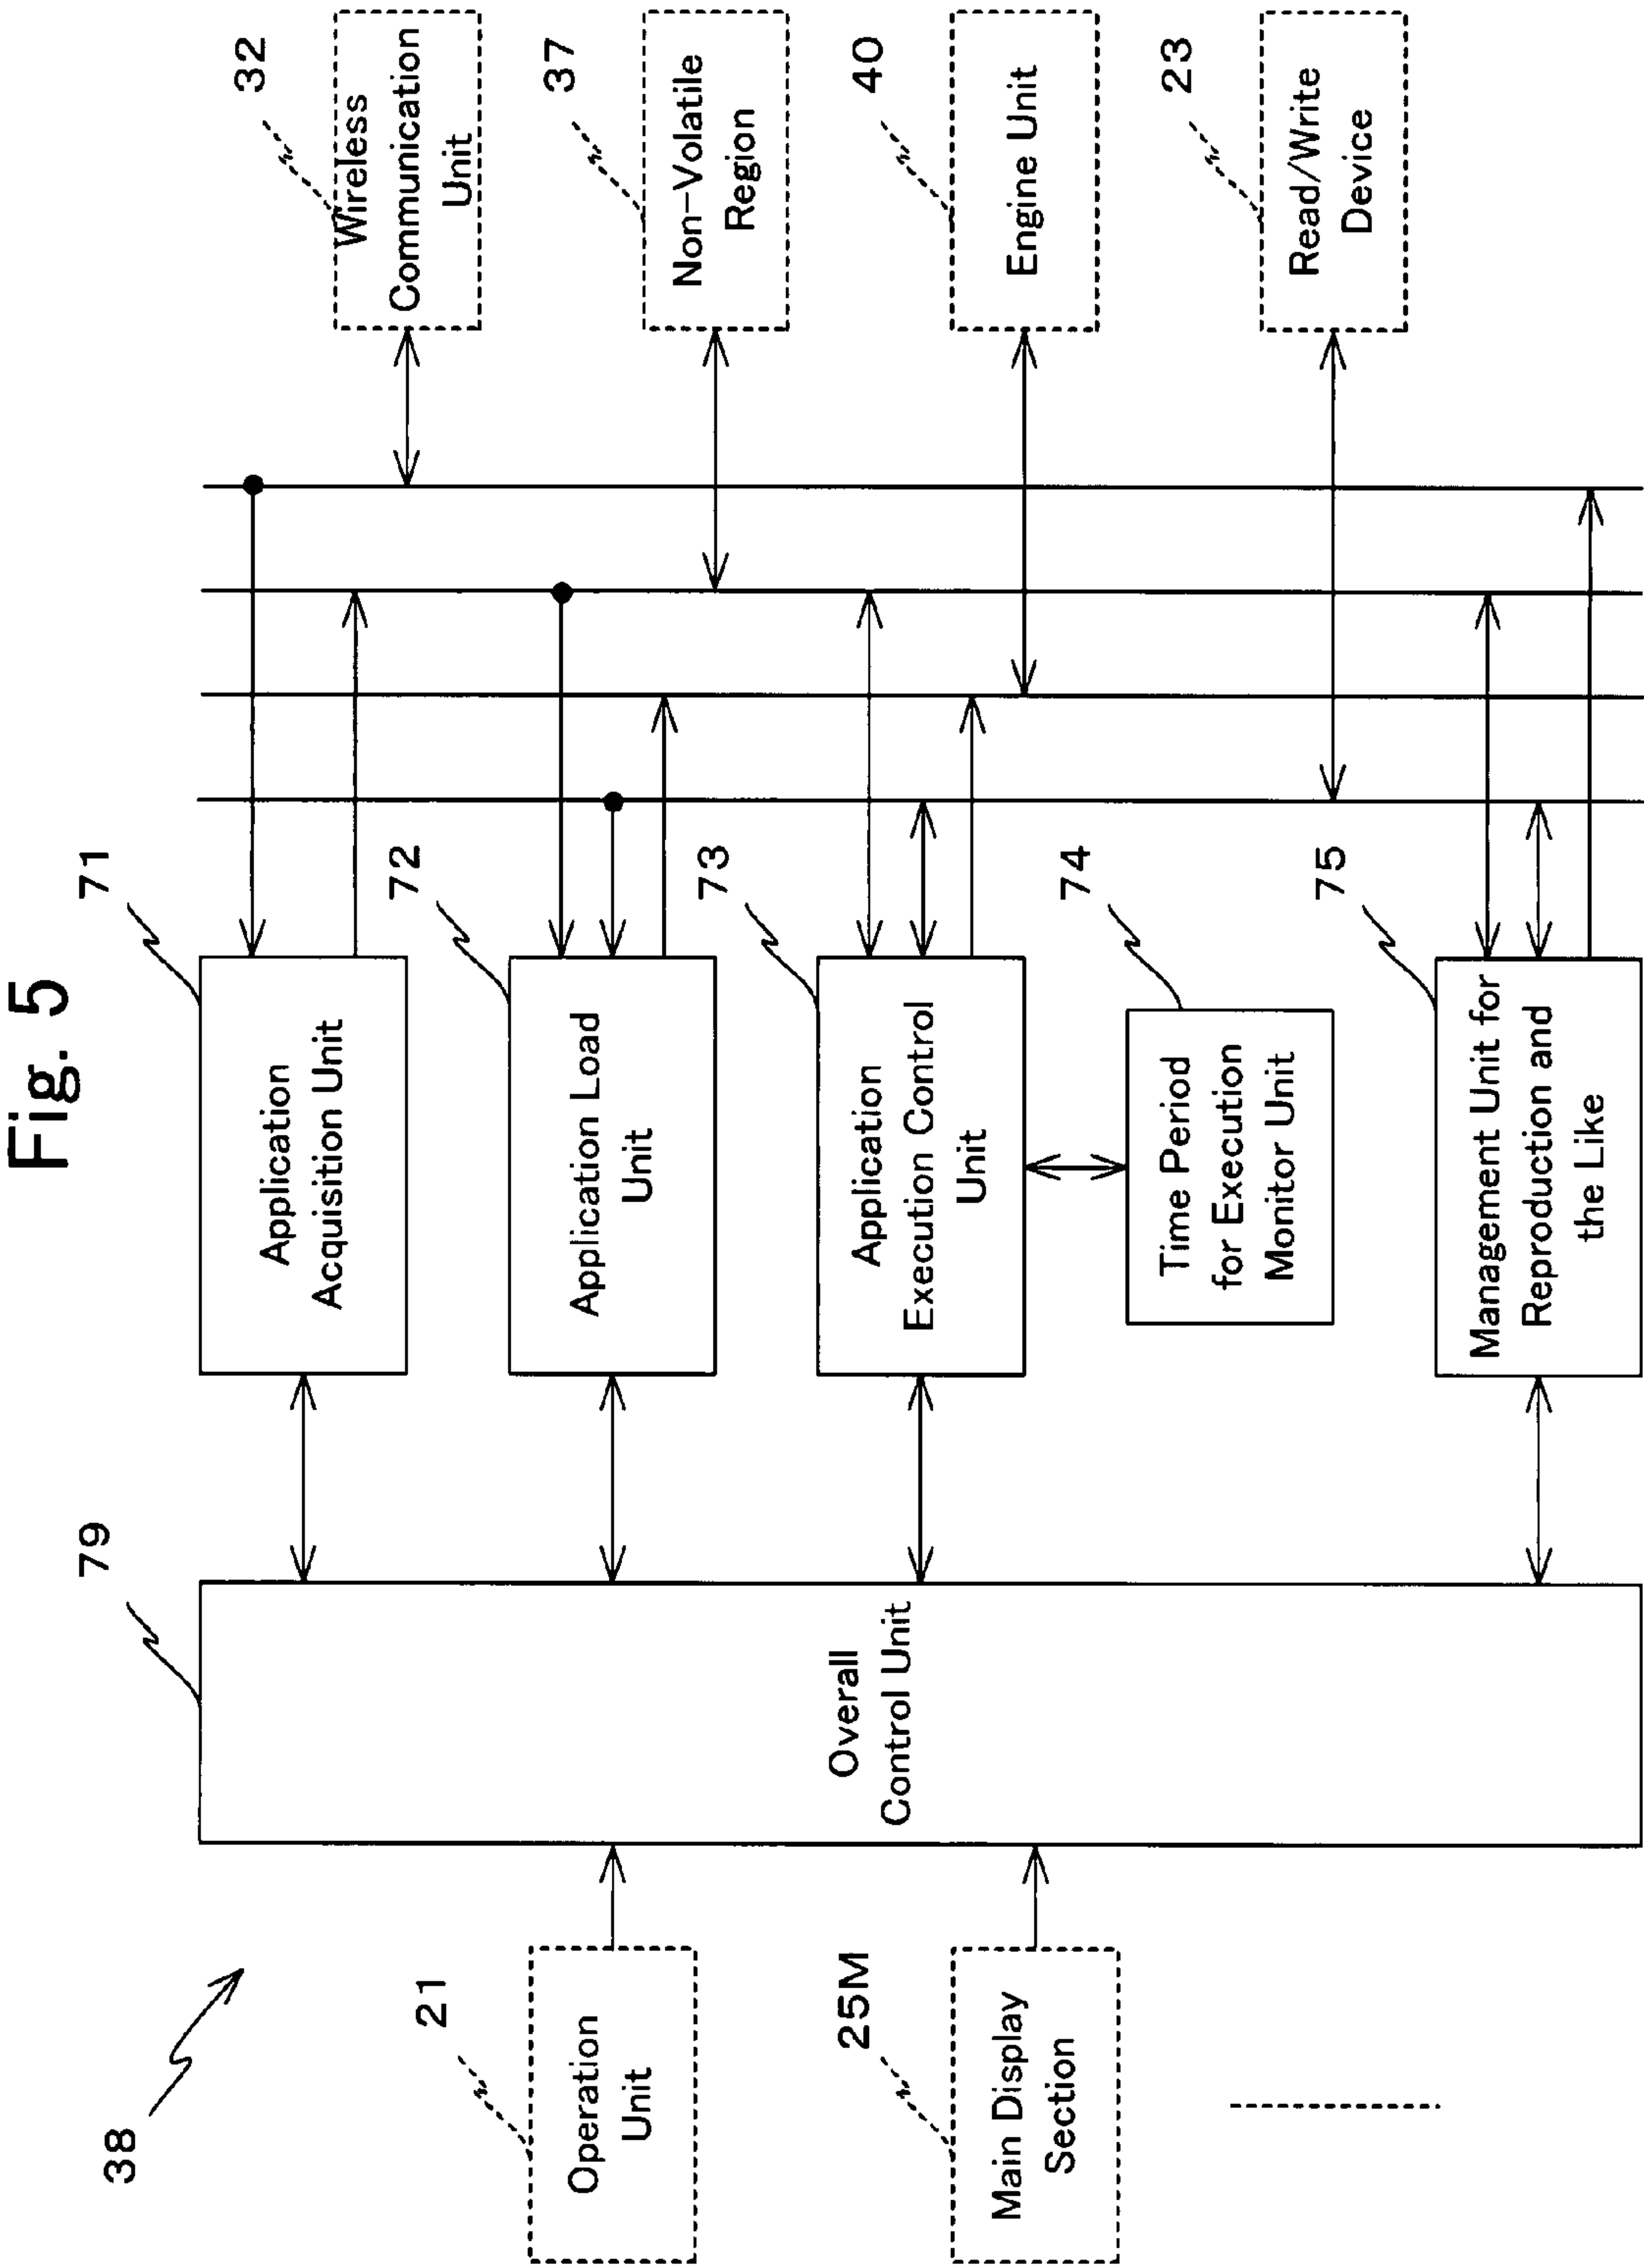 Fig. 5
38
79
71
32
Overall
Control Unit
Application
Acquisition Unit
Wireless
Communication
Unit
21
Operation
Unit
72
Application Load
Unit
37
Non-Volatile
Region
25M
Main Display
Section
73
Application
Execution Control
Unit
40
Engine Unit
74
Time Period
for Execution
Monitor Unit
23
Read/Write
Device
75
Management Unit for
Reproduction and
the Like